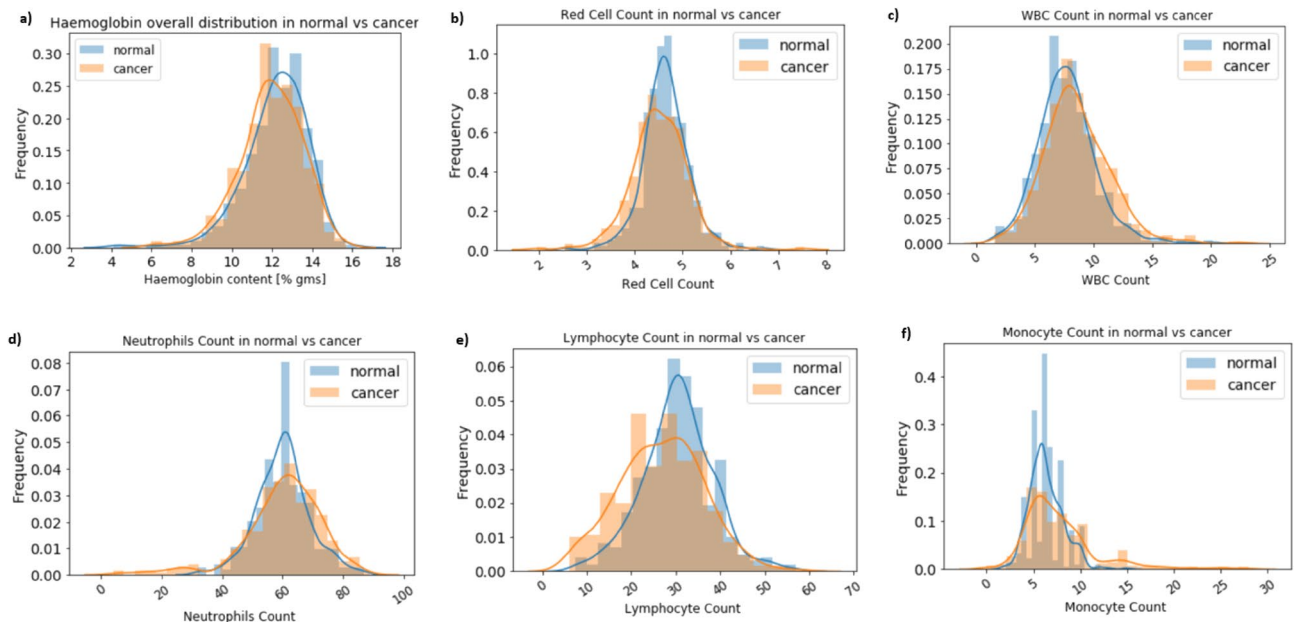 a)
Haemoglobin overall distribution in normal vs cancer
normal
cancer
0.30
0.25
0.20
0.15
0.10
0.05
0.00
Frequency
2 4 6 8 10 12 14 16 18
Haemoglobin content [% gms]
b)
Red Cell Count in normal vs cancer
normal
cancer
1.0
0.8
0.6
0.4
0.2
0.0
Frequency
2 3 4 5 6 7 8
Red Cell Count
c)
WBC Count in normal vs cancer
normal
cancer
0.200
0.175
0.150
0.125
0.100
0.075
0.050
0.025
0.000
Frequency
0 5 10 15 20 25
WBC Count
d)
Neutrophils Count in normal vs cancer
normal
cancer
0.08
0.07
0.06
0.05
0.04
0.03
0.02
0.01
0.00
Frequency
0 20 40 60 80 100
Neutrophils Count
e)
Lymphocyte Count in normal vs cancer
normal
cancer
0.06
0.05
0.04
0.03
0.02
0.01
0.00
Frequency
0 10 20 30 40 50 60 70
Lymphocyte Count
f)
Monocyte Count in normal vs cancer
normal
cancer
0.4
0.3
0.2
0.1
0.0
Frequency
0 5 10 15 20 25 30
Monocyte Count